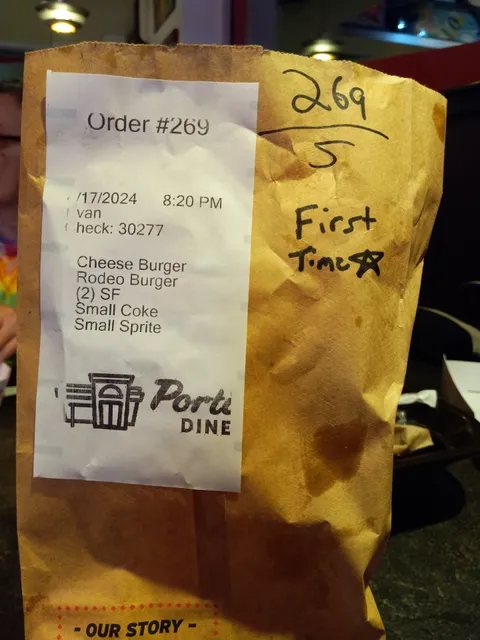 Order #269
/17/2024 8:20 PM
van
heck: 30277
Cheese Burger
Rodeo Burger
(2) SF
Small Coke
Small Sprite
Porti
DINE
269
5
First
Time
- OUR STORY -